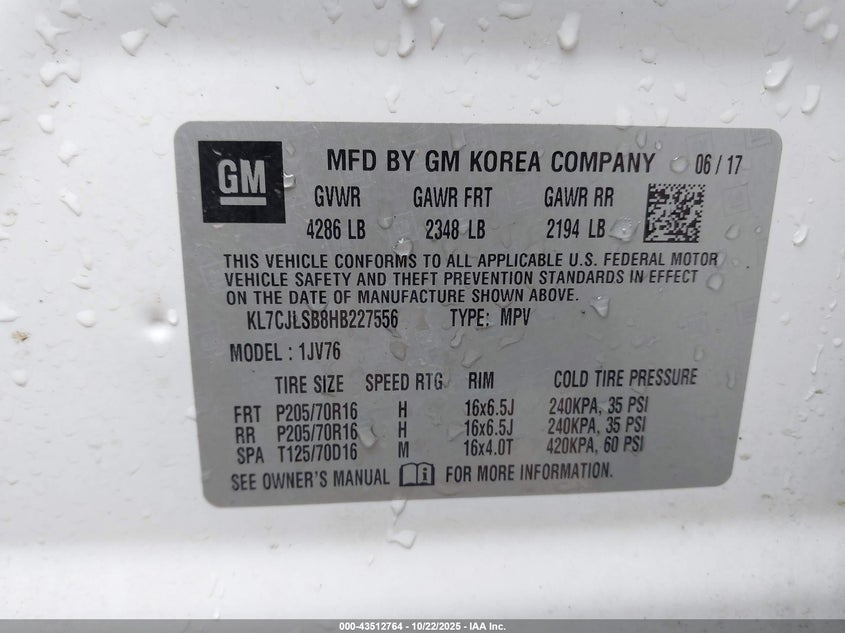 GM
MFD BY GM KOREA COMPANY 06 / 17
GVWR GAWR FRT GAWR RR
4286 LB 2348 LB 2194 LB
THIS VEHICLE CONFORMS TO ALL APPLICABLE U.S. FEDERAL MOTOR
VEHICLE SAFETY AND THEFT PREVENTION STANDARDS IN EFFECT
ON THE DATE OF MANUFACTURE SHOWN ABOVE.
KL7CJLSB8HB227556 TYPE: MPV
MODEL : 1JV76
TIRE SIZE SPEED RTG RIM COLD TIRE PRESSURE
FRT P205/70R16 H 16x6.5J 240KPA, 35 PSI
RR P205/70R16 H 16x6.5J 240KPA, 35 PSI
SPA T125/70D16 M 16x4.0T 420KPA, 60 PSI
SEE OWNER'S MANUAL i FOR MORE INFORMATION.
000-43512764 - 10/22/2025 - IAA Inc.